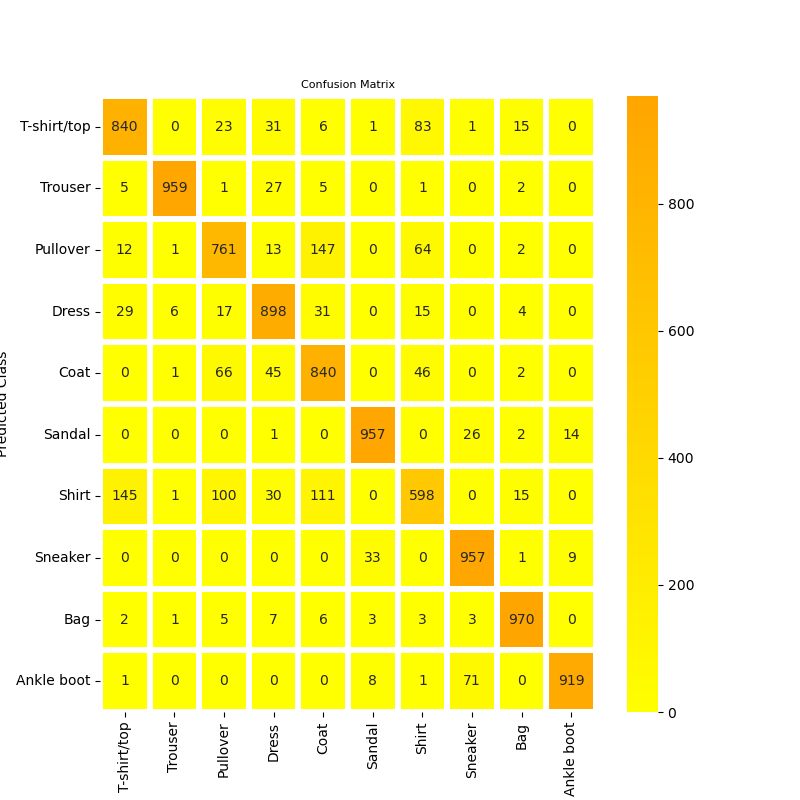 Confusion Matrix
T-shirt/top 840 0 23 31 6 1 83 1 15 0
Trouser 5 959 1 27 5 0 1 0 2 0
Pullover 12 1 761 13 147 0 64 0 2 0
Dress 29 6 17 898 31 0 15 0 4 0
Coat 0 1 66 45 840 0 46 0 2 0
Sandal 0 0 0 1 0 957 0 26 2 14
Shirt 145 1 100 30 111 0 598 0 15 0
Sneaker 0 0 0 0 0 33 0 957 1 9
Bag 2 1 5 7 6 3 3 3 970 0
Ankle boot 1 0 0 0 0 8 1 71 0 919
T-shirt/top Trouser Pullover Dress Coat Sandal Shirt Sneaker Bag Ankle boot
Predicted Class
800
600
400
200
0